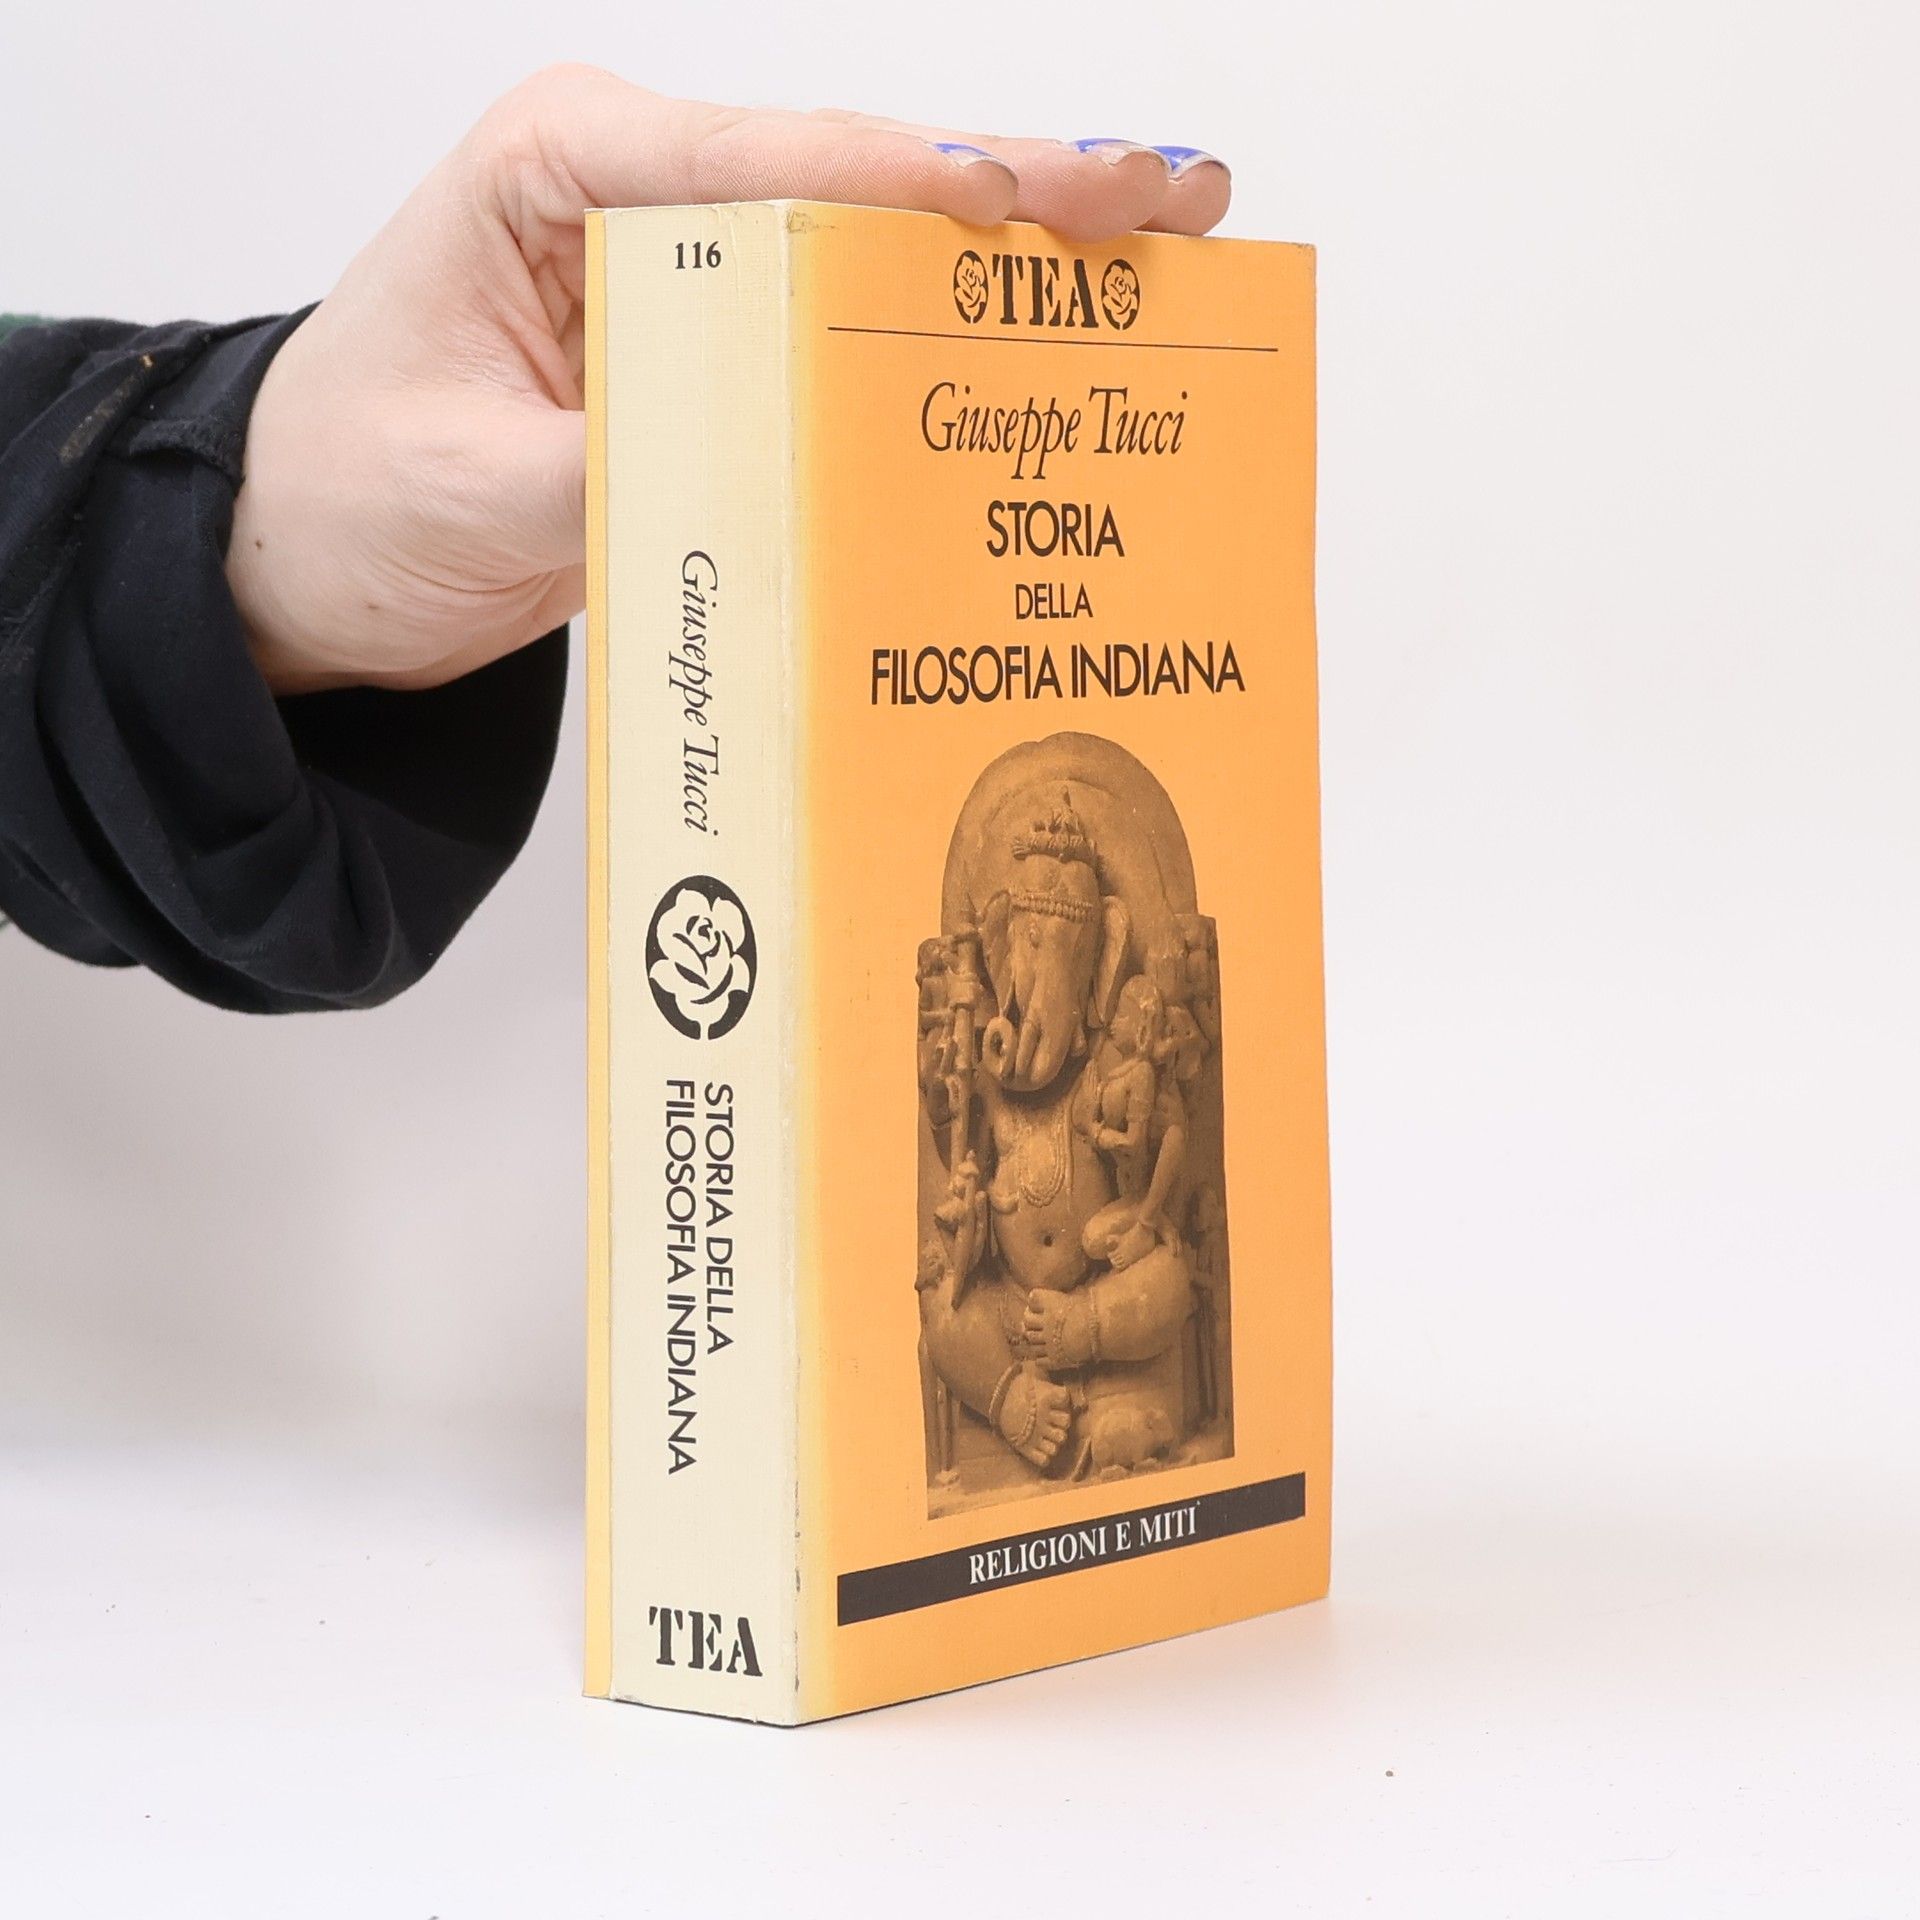 116
Giuseppe Tucci
STORIA DELLA
FILOSOFIA INDIANA
TEA
TEA
Giuseppe Tucci
STORIA
DELLA
FILOSOFIA INDIANA
RELIGIONI E MITI